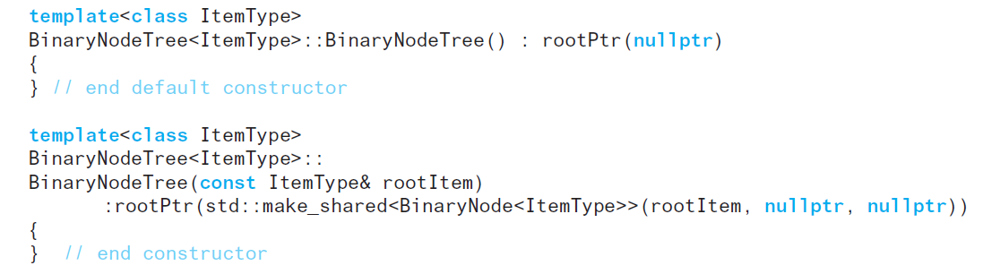 template<class ItemType>
BinaryNodeTree<ItemType>::BinaryNodeTree() : rootPtr(nullptr)
{
} // end default constructor
template<class ItemType>
BinaryNodeTree<ItemType>::
BinaryNodeTree(const ItemType& rootItem)
:rootPtr(std::make_shared<BinaryNode<ItemType>>(rootItem, nullptr, nullptr))
{
} // end constructor